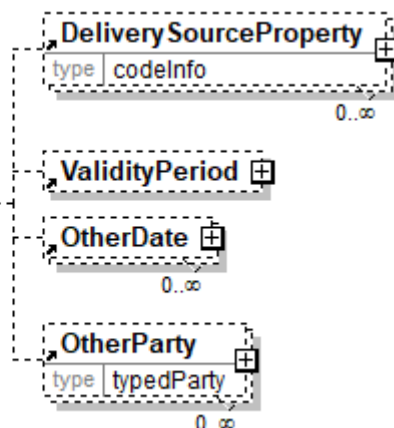 DeliverySourceProperty
type codeInfo
0..∞
ValidityPeriod
OtherDate
0..∞
OtherParty
type typedParty
0..∞